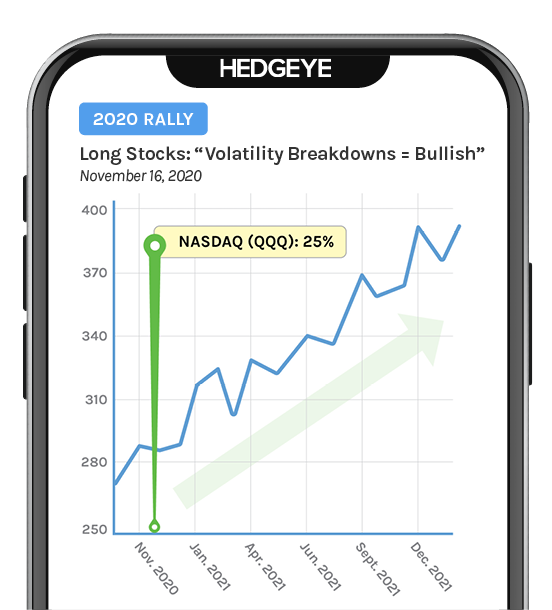 HEDGEYE
2020 RALLY
Long Stocks: “Volatility Breakdowns = Bullish”
November 16, 2020
400
NASDAQ (QQQ): 25%
370
340
310
280
250
Nov. 2020
Jan. 2021
Apr. 2021
Jun. 2021
Sept. 2021
Dec. 2021